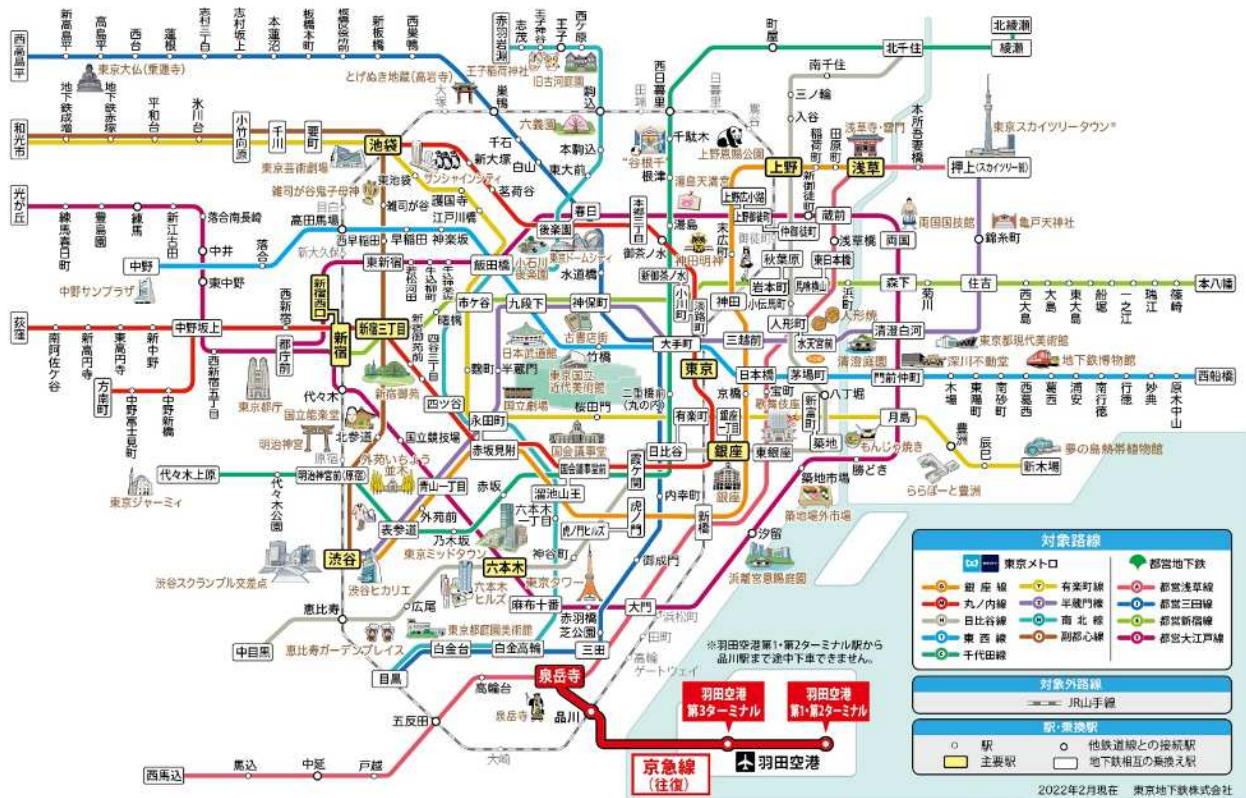 西高島平
新高島平
高島平
西台
蓮根
志村三丁目
志村坂上
本蓮沼
板橋本町
板橋区役所前
新板橋
西巣鴨
東京大仏(乗蓮寺)
とげぬき地蔵(高岩寺)
大塚
巣鴨
赤羽岩淵
志茂
王子神谷
王子
西ケ原
王子稲荷神社
旧古河庭園
駒込
六義園
西日暮里
田端
日暮里
鶯谷
町屋
北千住
北綾瀬
綾瀬
南千住
三ノ輪
入谷
和光市
地下鉄成増
地下鉄赤塚
平和台
氷川台
小竹向原
千川
要町
池袋
東京芸術劇場
サンシャインシティ
東池袋
雑司が谷鬼子母神
雑司が谷
護国寺
江戸川橋
新大塚
茗荷谷
千石
白山
本駒込
東大前
千駄木
"谷根千"
根津
上野恩賜公園
湯島天満宮
湯島
上野
稲荷町
田原町
浅草寺・雷門
浅草
本所吾妻橋
東京スカイツリータウン®
押上(スカイツリー前)
光が丘
練馬春日町
豊島園
練馬
新江古田
落合南長崎
中井
東中野
中野
落合
中野サンプラザ
目白
高田馬場
新大久保
西早稲田
早稲田
神楽坂
東新宿
若松河田
牛込柳町
牛込神楽坂
飯田橋
後楽園
春日
本郷三丁目
小石川後楽園
東京ドームシティ
水道橋
御茶ノ水
新御茶ノ水
神田明神
末広町
上野広小路
上野御徒町
御徒町
仲御徒町
新御徒町
蔵前
秋葉原
岩本町
小伝馬町
東日本橋
馬喰横山
浅草橋
両国
両国国技館
亀戸天神社
錦糸町
荻窪
南阿佐ケ谷
新高円寺
東高円寺
新中野
中野坂上
方南町
中野富士見町
中野新橋
西新宿
西新宿五丁目
都庁前
東京都庁
新宿西口
新宿
新宿三丁目
新宿御苑前
新宿御苑
曙橋
四谷三丁目
四ツ谷
市ケ谷
九段下
神保町
小川町
淡路町
神田
古書店街
日本武道館
竹橋
東京国立近代美術館
半蔵門
麹町
国立劇場
大手町
三越前
人形町
人形焼
水天宮前
浜町
森下
菊川
住吉
西大島
大島
東大島
船堀
一之江
瑞江
篠崎
本八幡
清澄白河
清澄庭園
東京都現代美術館
深川不動堂
地下鉄博物館
門前仲町
木場
東陽町
南砂町
西葛西
葛西
浦安
南行徳
行徳
妙典
原木中山
西船橋
東京
日本橋
茅場町
京橋
宝町
八丁堀
二重橋前(丸の内)
桜田門
有楽町
銀座一丁目
歌舞伎座
新富町
築地
月島
もんじゃ焼き
豊洲
辰巳
新木場
夢の島熱帯植物館
ららぽーと豊洲
勝どき
築地市場
築地場外市場
代々木
国立能楽堂
北参道
明治神宮
原宿
国立競技場
外苑いちょう並木
代々木上原
代々木公園
明治神宮前〈原宿〉
東京ジャーミイ
表参道
外苑前
青山一丁目
赤坂見附
永田町
国会議事堂
国会議事堂前
溜池山王
赤坂
乃木坂
霞ケ関
日比谷
銀座
銀座
東銀座
内幸町
虎ノ門
虎ノ門ヒルズ
新橋
汐留
浜離宮恩賜庭園
渋谷
渋谷スクランブル交差点
渋谷ヒカリエ
東京ミッドタウン
六本木一丁目
六本木
六本木ヒルズ
神谷町
東京タワー
御成門
麻布十番
赤羽橋
芝公園
大門
浜松町
田町
三田
高輪ゲートウェイ
恵比寿
広尾
中目黒
東京都庭園美術館
恵比寿ガーデンプレイス
白金台
白金高輪
目黒
泉岳寺
高輪台
泉岳寺
品川
五反田
大崎
西馬込
馬込
中延
戸越
※羽田空港第1・第2ターミナル駅から
品川駅まで途中下車できません。
羽田空港
第3ターミナル
羽田空港
第1・第2ターミナル
京急線
(往復)
羽田空港
対象路線
東京メトロ
都営地下鉄
G 銀座線
M 丸ノ内線
H 日比谷線
T 東西線
C 千代田線
Y 有楽町線
Z 半蔵門線
N 南北線
F 副都心線
A 都営浅草線
I 都営三田線
S 都営新宿線
E 都営大江戸線
対象外路線
JR山手線
駅・乗換駅
駅
他鉄道線との接続駅
主要駅
地下鉄相互の乗換え駅
2022年2月現在 東京地下鉄株式会社